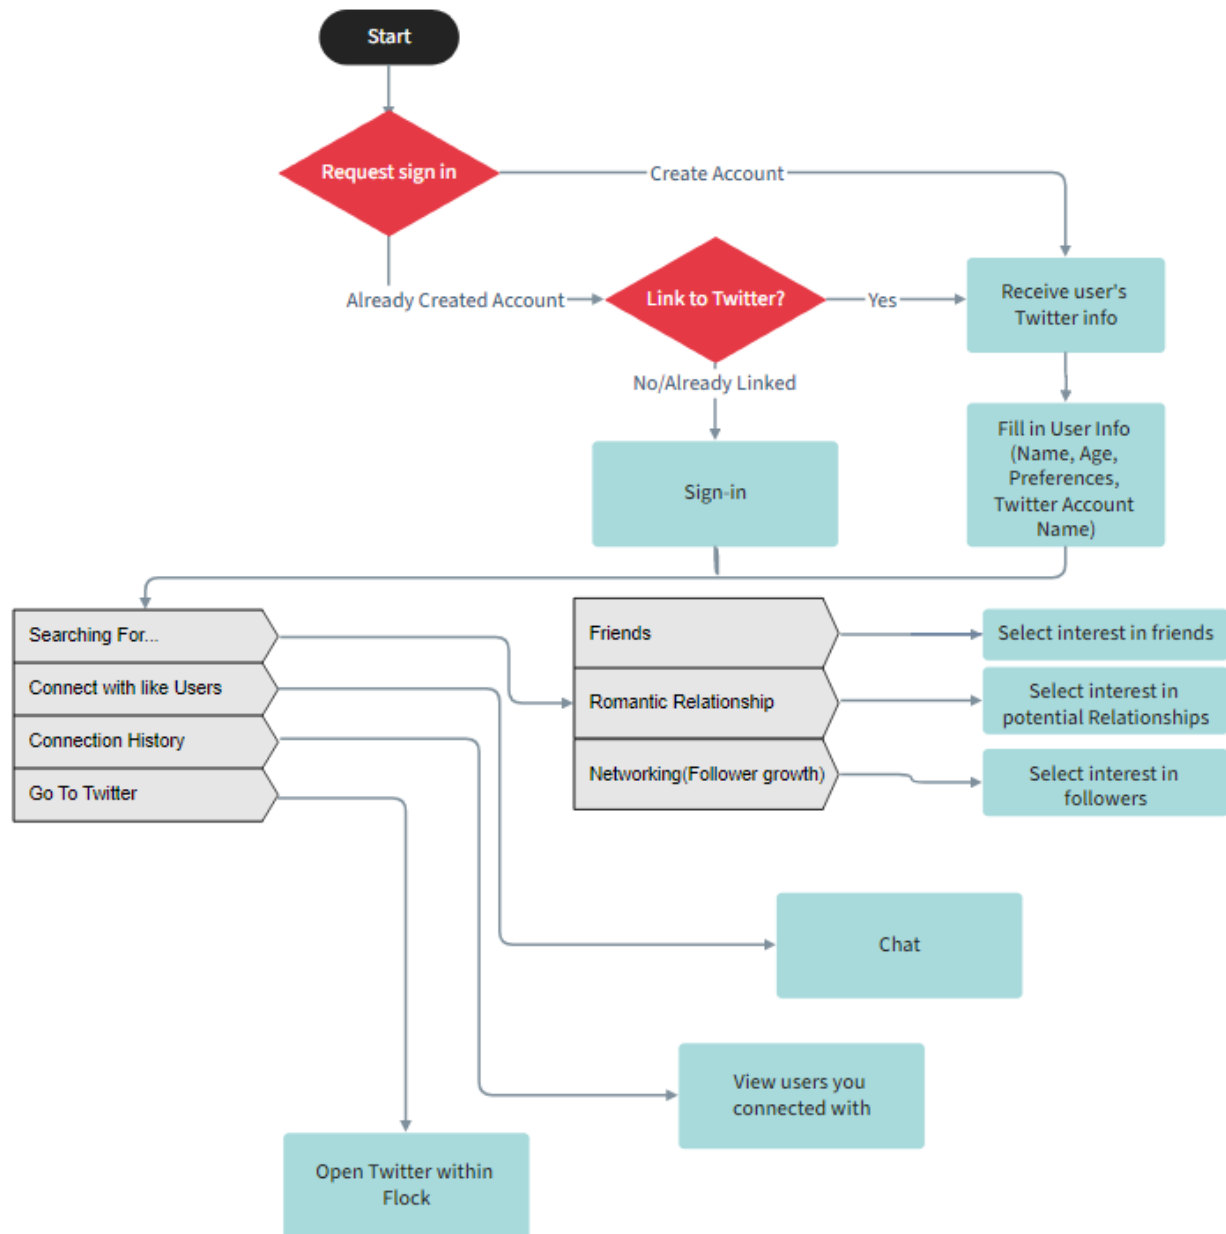 Start
Request sign in
Create Account
Already Created Account
Link to Twitter?
Yes
Receive user's
Twitter info
No/Already Linked
Fill in User Info
(Name, Age,
Preferences,
Twitter Account
Name)
Sign-in
Searching For...
Connect with like Users
Connection History
Go To Twitter
Friends
Romantic Relationship
Networking(Follower growth)
Select interest in friends
Select interest in
potential Relationships
Select interest in
followers
Chat
View users you
connected with
Open Twitter within
Flock